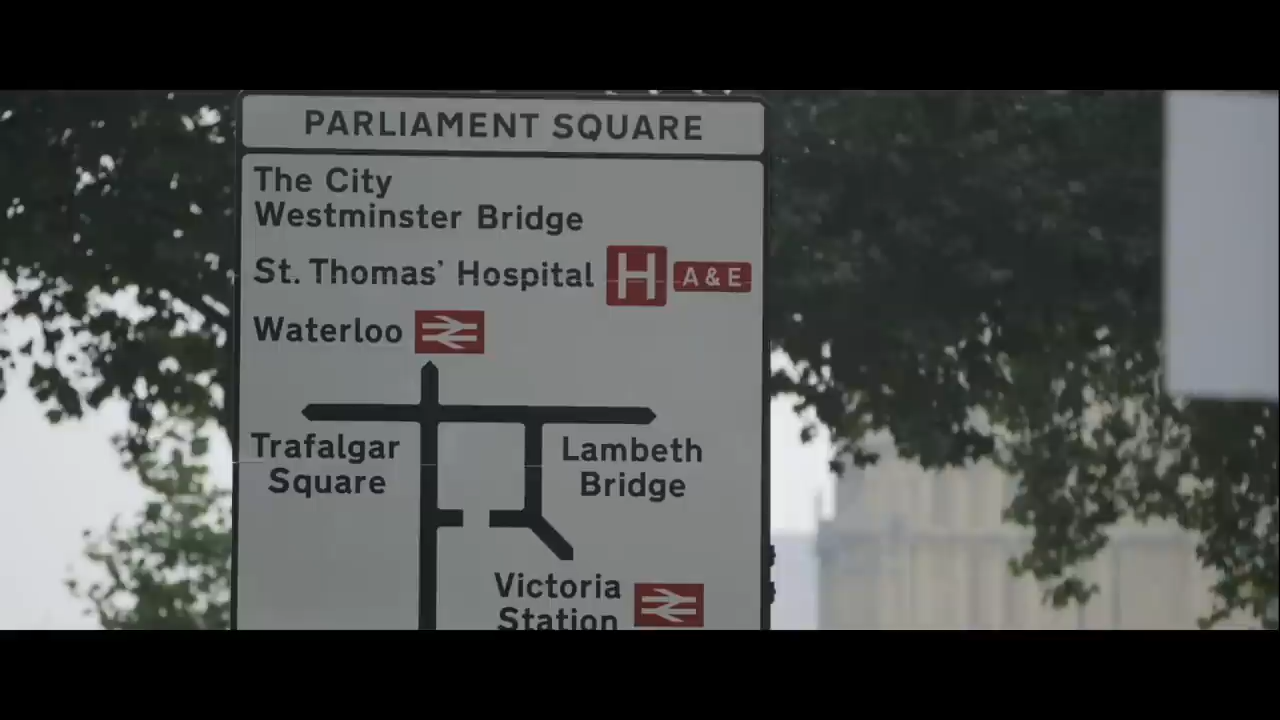 PARLIAMENT SQUARE
The City
Westminster Bridge
St. Thomas' Hospital H A & E
Waterloo
Trafalgar
Square
Lambeth
Bridge
Victoria
Station